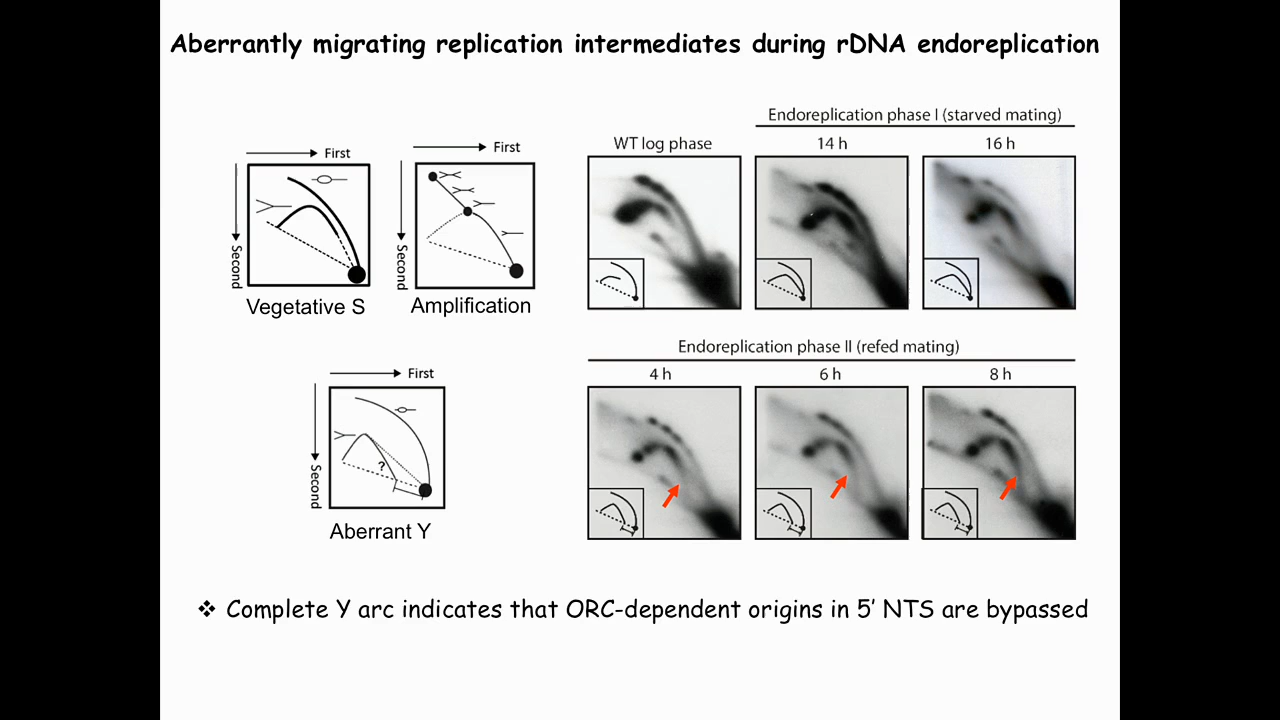 Aberrantly migrating replication intermediates during rDNA endoreplication
Endoreplication phase I (starved mating)
WT log phase
14 h
16 h
First
Second
Vegetative S
First
Second
Amplification
Endoreplication phase II (refed mating)
4 h
6 h
8 h
First
Second
?
Aberrant Y
❖ Complete Y arc indicates that ORC-dependent origins in 5’ NTS are bypassed